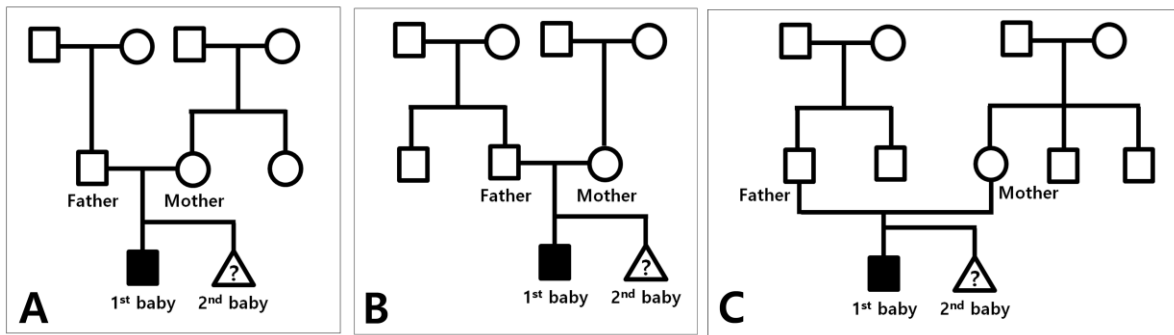 Father Mother
?
1st baby 2nd baby
A
Father Mother
?
1st baby 2nd baby
B
Father Mother
?
1st baby 2nd baby
C